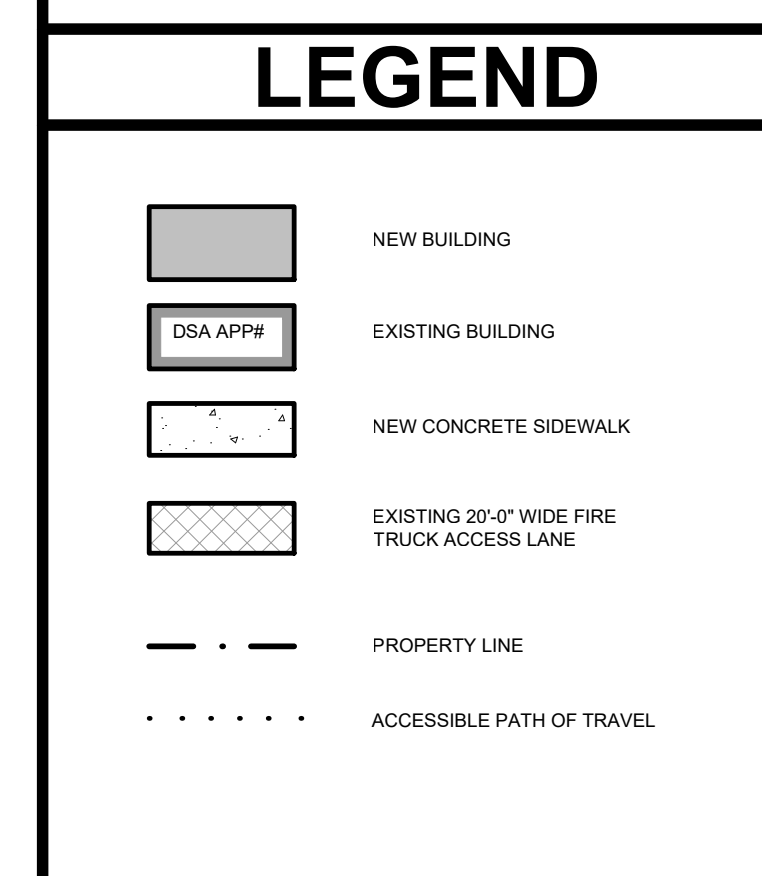 LEGEND
NEW BUILDING
DSA APP#
EXISTING BUILDING
NEW CONCRETE SIDEWALK
EXISTING 20'-0" WIDE FIRE
TRUCK ACCESS LANE
PROPERTY LINE
ACCESSIBLE PATH OF TRAVEL